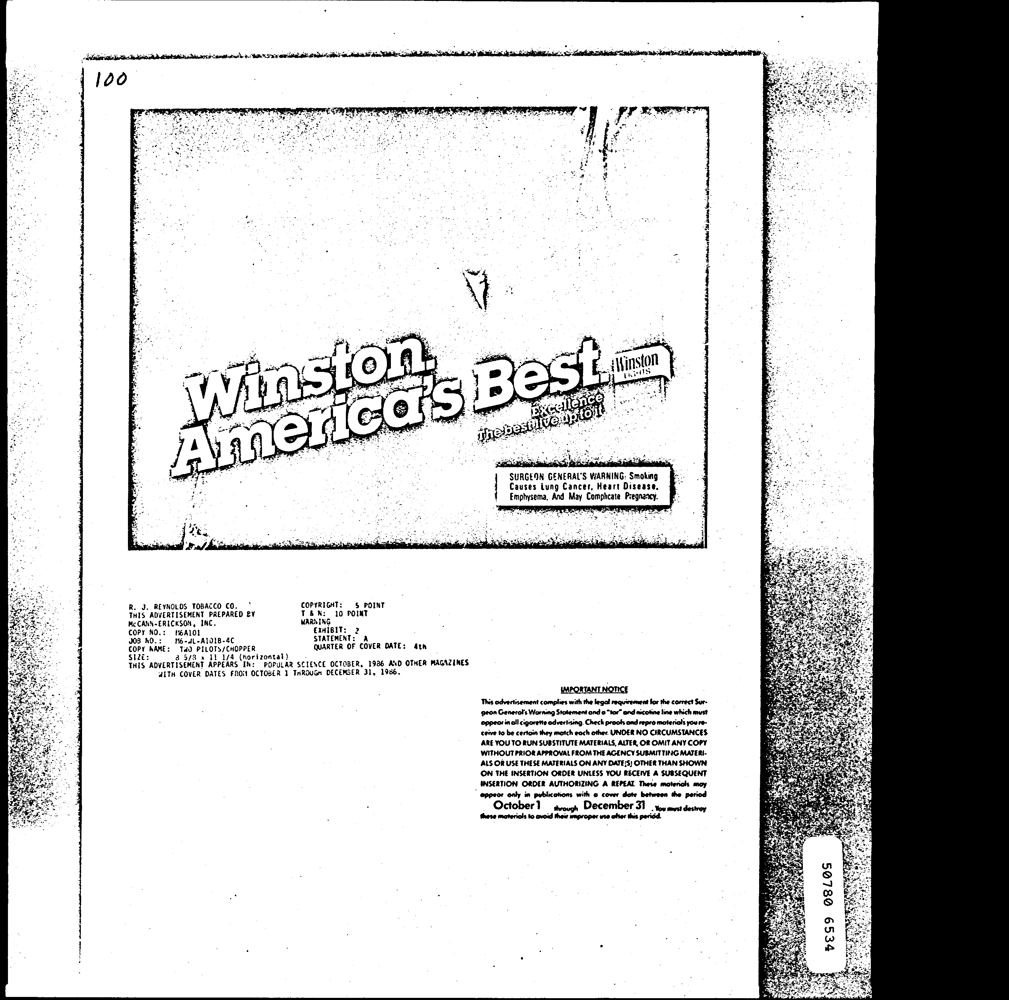 100
Winston.
America's Best.
Winston
LIGHTS
Excellence
The best live up to it
SURGEON GENERAL'S WARNING: Smoking
Causes Lung Cancer, Heart Disease,
Emphysema, And May Complicate Pregnancy.
R. J. REYNOLDS TOBACCO CO.
THIS ADVERTISEMENT PREPARED BY
McCANN-ERICKSON, INC.
COPY NO.: M6A101
JOB NO.: M6-JL-A101B-4C
COPY NAME: TWO PILOTS/CHOPPER
SIZE: 8 5/8 x 11 1/4 (horizontal)
THIS ADVERTISEMENT APPEARS IN: POPULAR SCIENCE OCTOBER, 1986 AND OTHER MAGAZINES
WITH COVER DATES FROM OCTOBER 1 THROUGH DECEMBER 31, 1986.
COPYRIGHT: 5 POINT
T & N: 10 POINT
WARNING
EXHIBIT: 2
STATEMENT: A
QUARTER OF COVER DATE: 4th
IMPORTANT NOTICE
This advertisement complies with the legal requirement for the correct Sur-
geon General's Warning Statement and a "tar" and nicotine line which must
appear in all cigarette advertising. Check proofs and repro materials you re-
ceive to be certain they match each other. UNDER NO CIRCUMSTANCES
ARE YOU TO RUN SUBSTITUTE MATERIALS, ALTER, OR OMIT ANY COPY
WITHOUT PRIOR APPROVAL FROM THE AGENCY SUBMITTING MATERI-
ALS OR USE THESE MATERIALS ON ANY DATE(S) OTHER THAN SHOWN
ON THE INSERTION ORDER UNLESS YOU RECEIVE A SUBSEQUENT
INSERTION ORDER AUTHORIZING A REPEAT. These materials may
appear only in publications with a cover date between the period
October 1 through December 31 . You must destroy
these materials to avoid their improper use after this period.
50780 6534